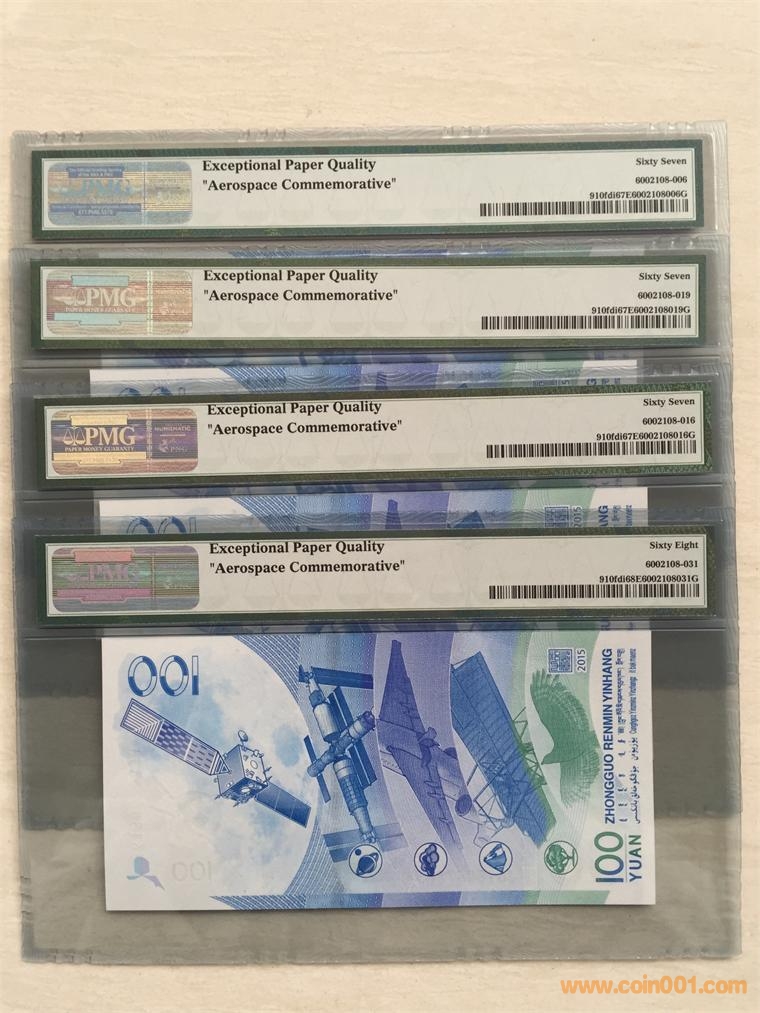 Exceptional Paper Quality
"Aerospace Commemorative"
Sixty Seven
6002108-006
910fdi67E6002108006G
PMG
Exceptional Paper Quality
"Aerospace Commemorative"
Sixty Seven
6002108-019
910fdi67E6002108019G
PMG
PAPER MONEY GUARANTY
Exceptional Paper Quality
"Aerospace Commemorative"
Sixty Seven
6002108-016
910fdi67E6002108016G
PMG
PAPER MONEY GUARANTY
NUMISMATIC
PNG
2015
Exceptional Paper Quality
"Aerospace Commemorative"
Sixty Eight
6002108-031
910fdi68E6002108031G
PMG
100
2015
ZHONGGUO RENMIN YINHANG
100
YUAN
100
www.coin001.com